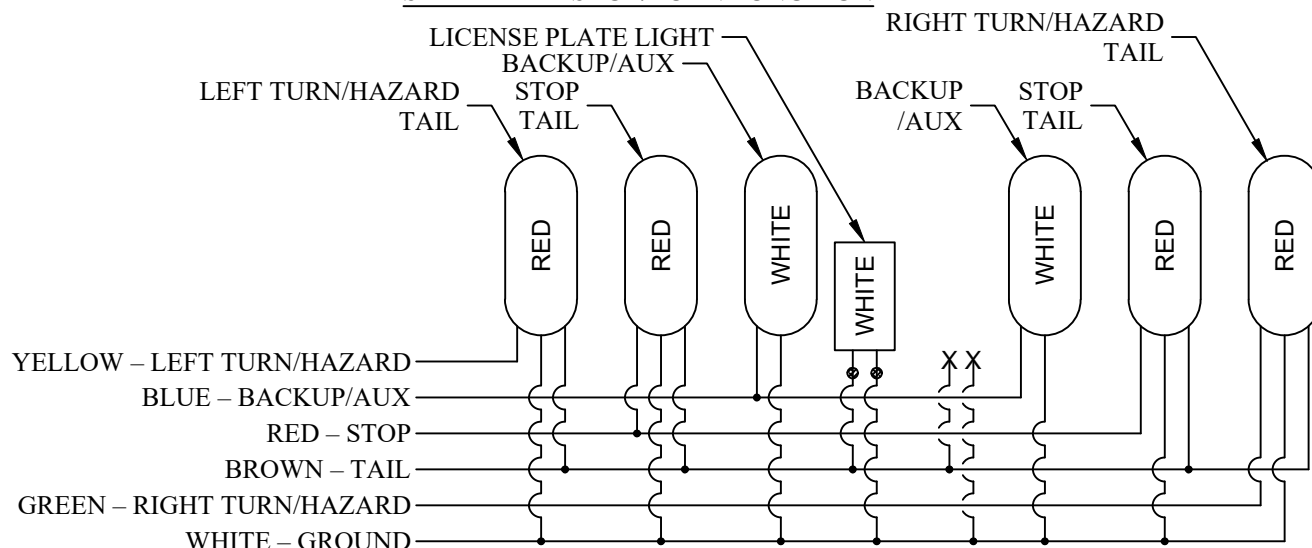 RIGHT TURN/HAZARD
TAIL
LICENSE PLATE LIGHT
BACKUP/AUX
LEFT TURN/HAZARD
TAIL
STOP
TAIL
BACKUP
/AUX
STOP
TAIL
RED
RED
WHITE
WHITE
WHITE
RED
RED
X X
YELLOW – LEFT TURN/HAZARD
BLUE – BACKUP/AUX
RED – STOP
BROWN – TAIL
GREEN – RIGHT TURN/HAZARD
WHITE – GROUND